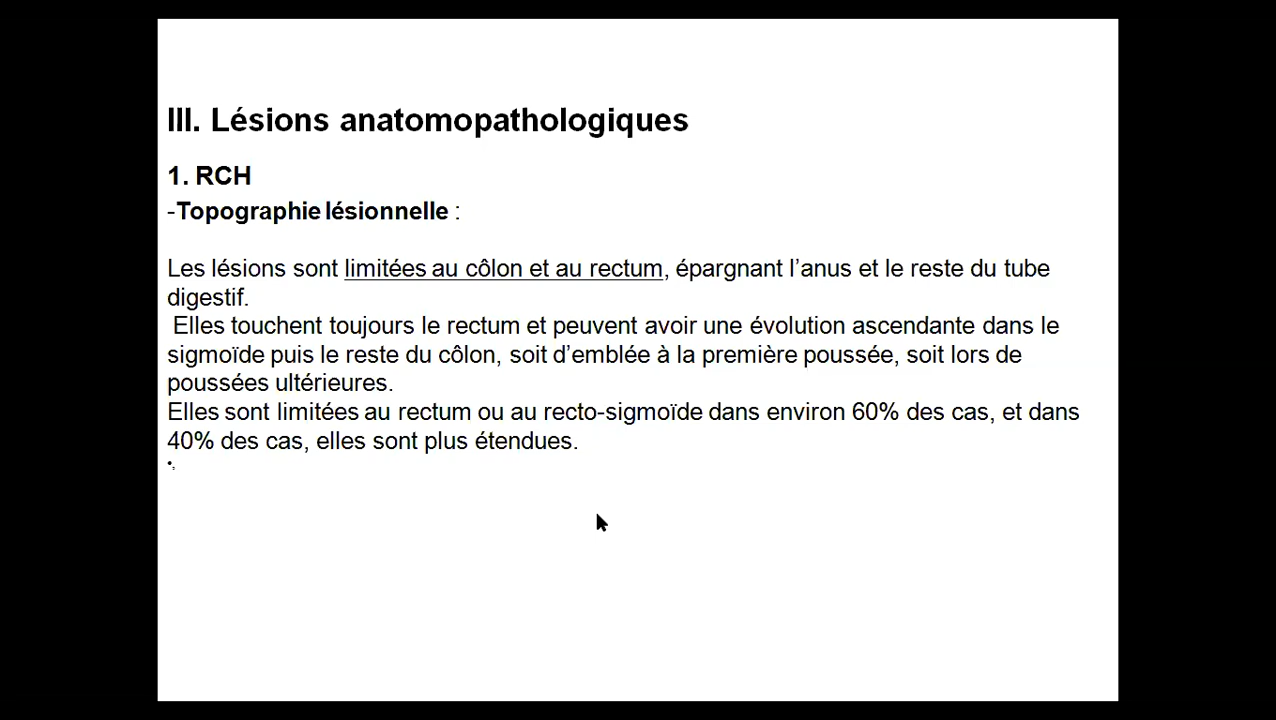 III. Lésions anatomopathologiques
1. RCH
-Topographie lésionnelle :
Les lésions sont limitées au côlon et au rectum, épargnant l’anus et le reste du tube
digestif.
Elles touchent toujours le rectum et peuvent avoir une évolution ascendante dans le
sigmoïde puis le reste du côlon, soit d’emblée à la première poussée, soit lors de
poussées ultérieures.
Elles sont limitées au rectum ou au recto-sigmoïde dans environ 60% des cas, et dans
40% des cas, elles sont plus étendues.
•,